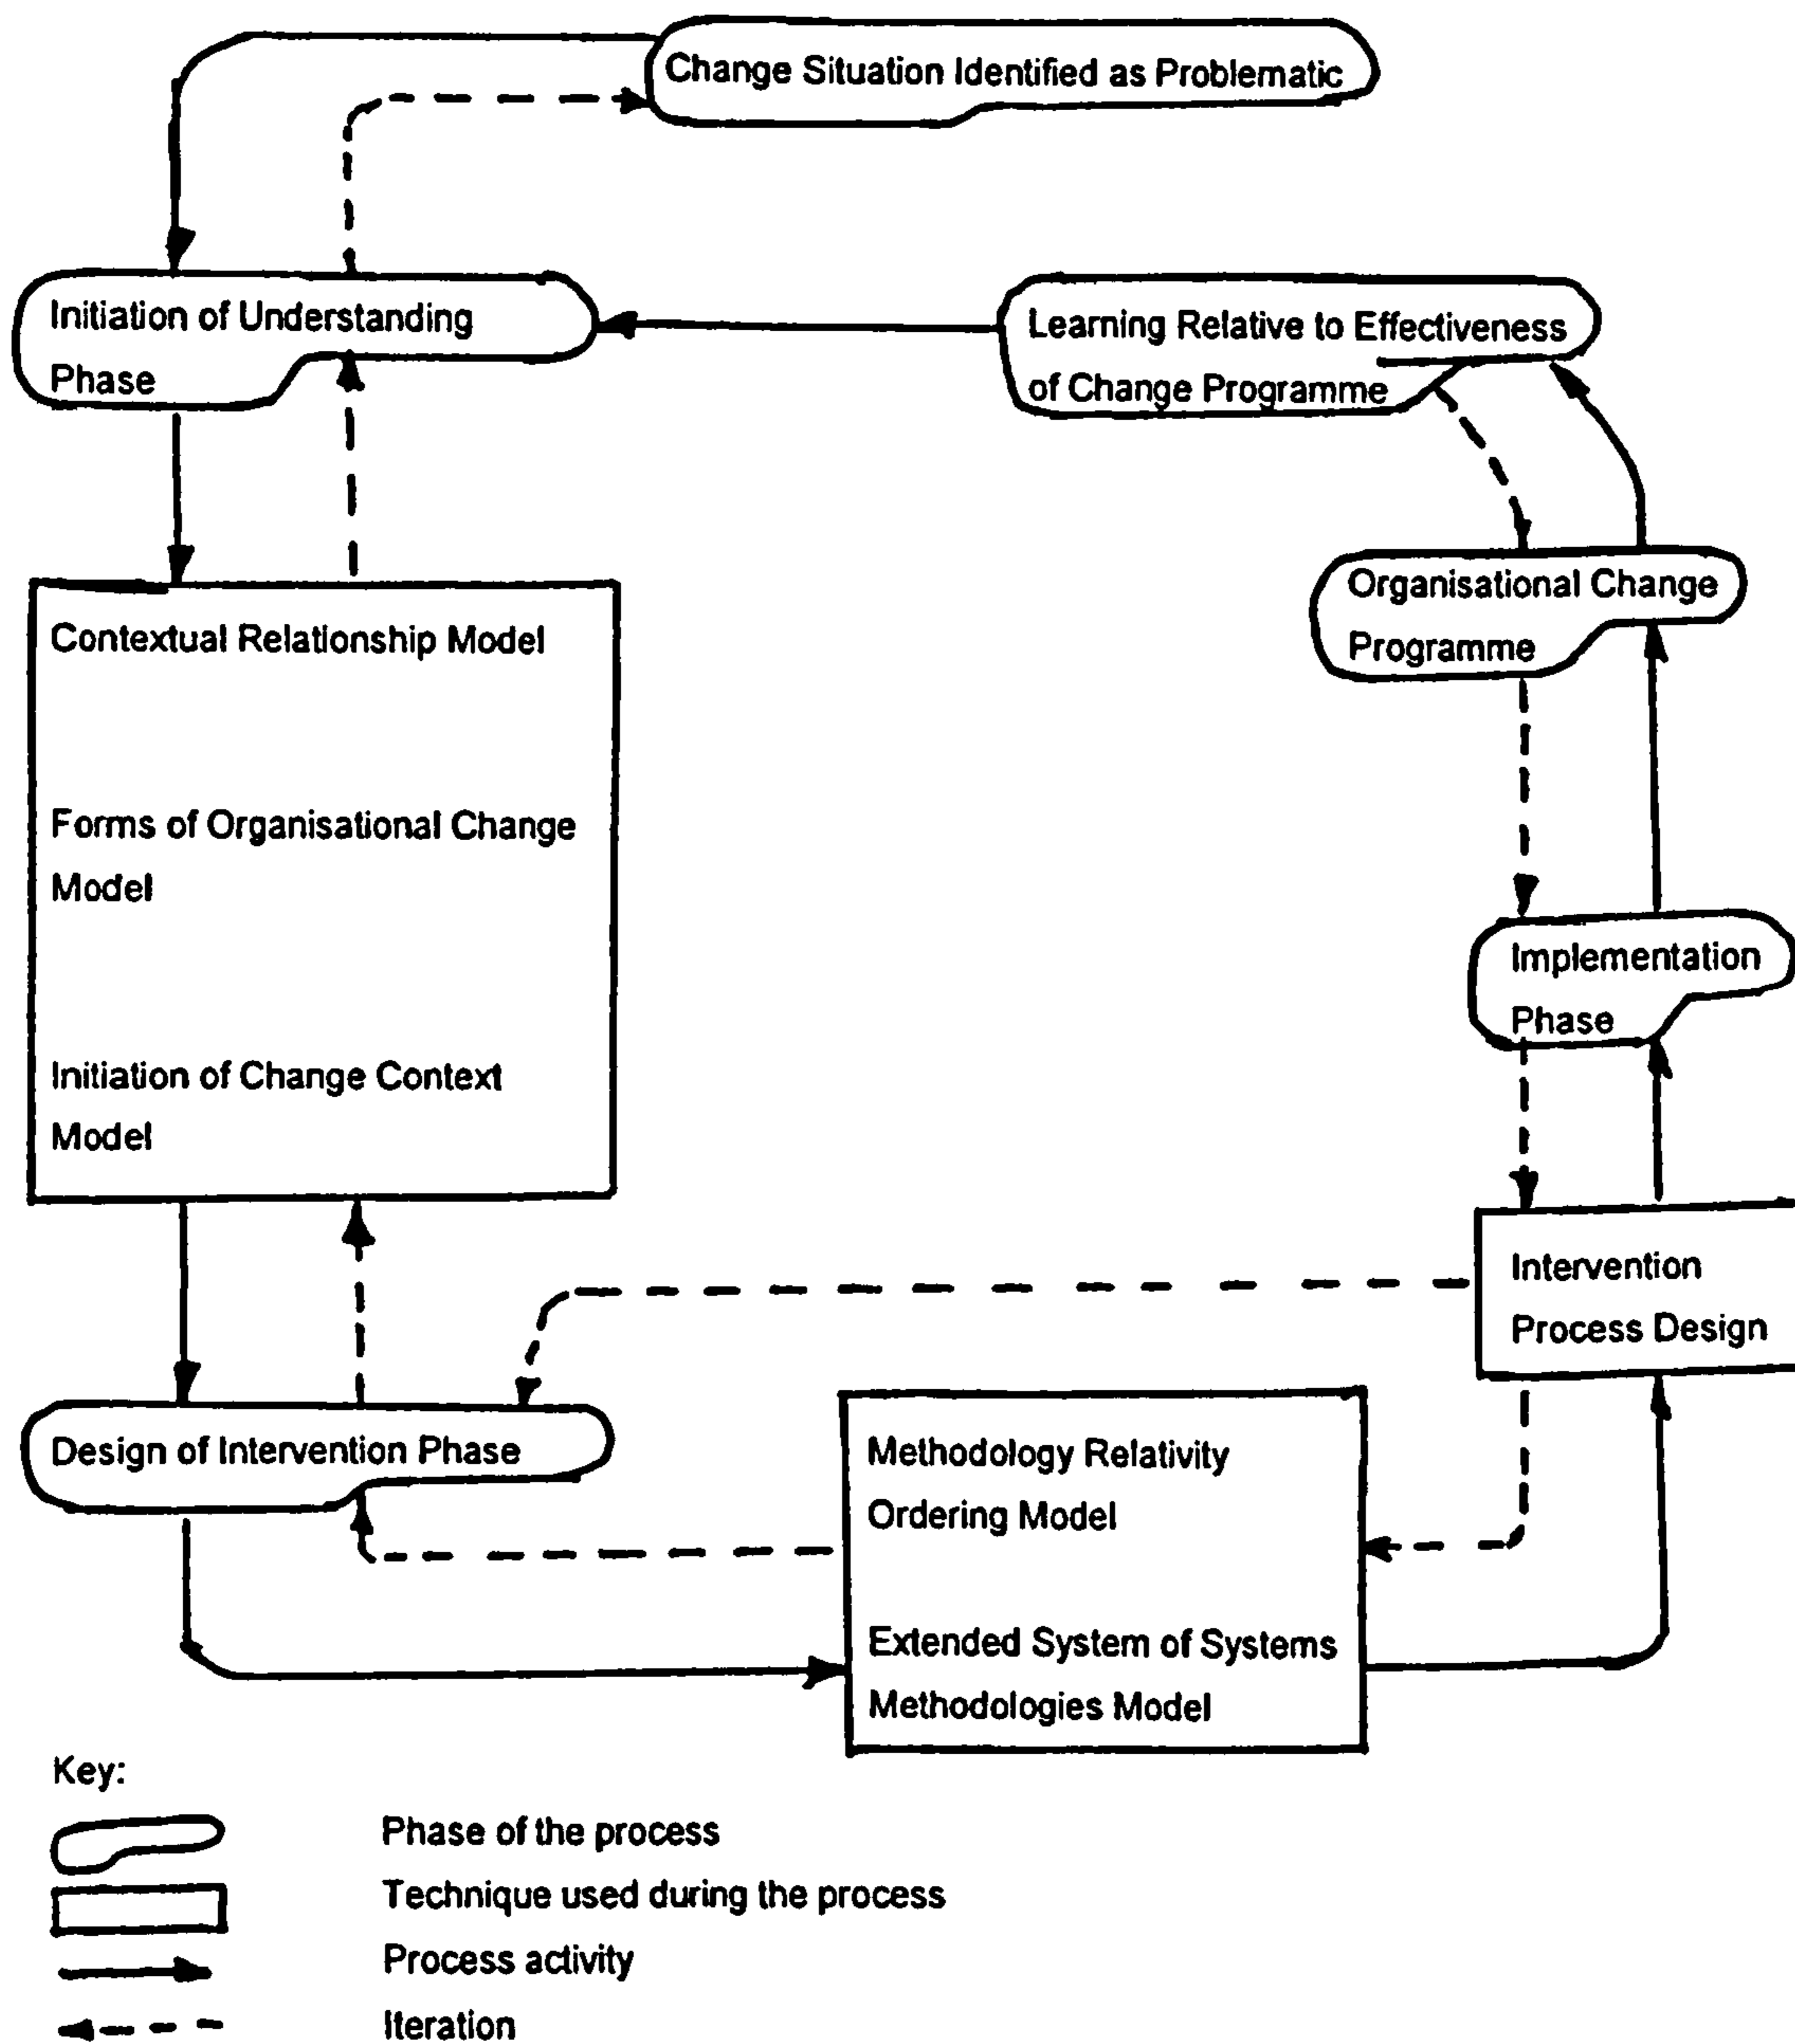 Change Situation Identified as Problematic
Initiation of Understanding
Phase
Learning Relative to Effectiveness
of Change Programme
Organisational Change
Programme
Contextual Relationship Model
Forms of Organisational Change
Model
Implementation
Phase
Initiation of Change Context
Model
Intervention
Process Design
Design of Intervention Phase
Methodology Relativity
Ordering Model
Extended System of Systems
Methodologies Model
Key:
Phase of the process
Technique used during the process
Process activity
Iteration